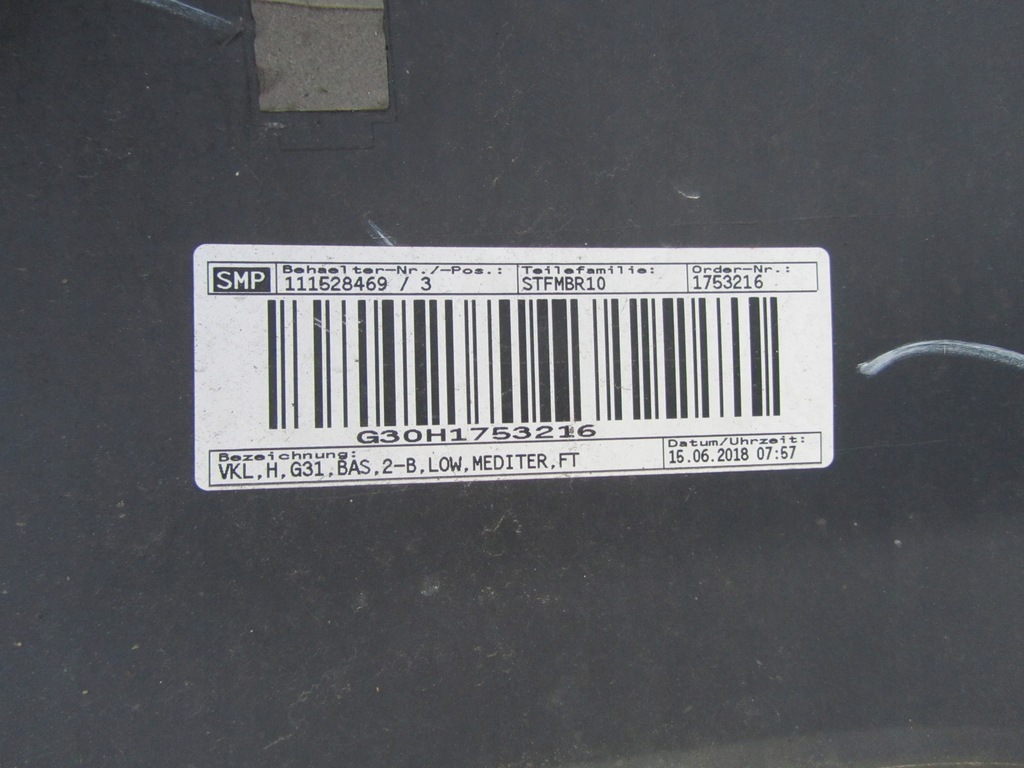 SMP Behaelter-Nr./-Pos.: Teilefamilie: Order-Nr.:
111528469 / 3 STFMBR10 1753216
G30H1753216
Bezeichnung: Datum/Uhrzeit:
VKL,H,G31,BAS,2-B,LOW,MEDITER,FT 15.06.2018 07:57